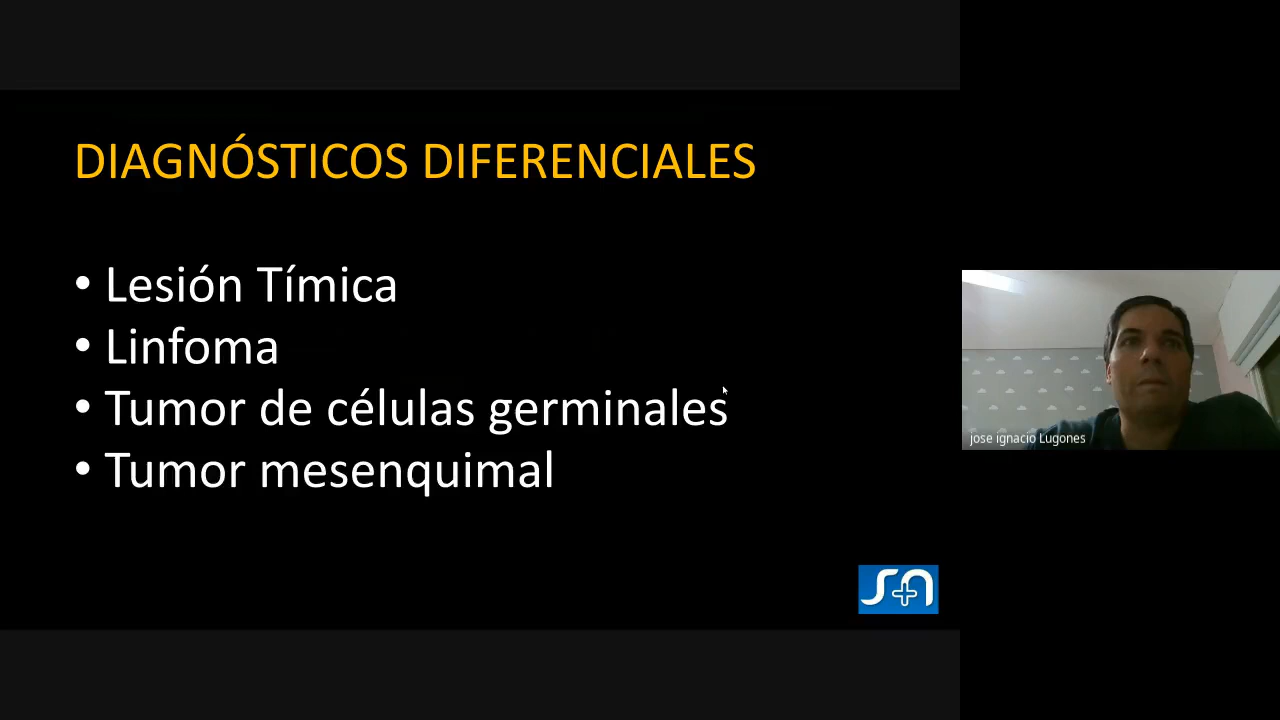 DIAGNÓSTICOS DIFERENCIALES
• Lesión Tímica
• Linfoma
• Tumor de células germinales
• Tumor mesenquimal
jose ignacio Lugones